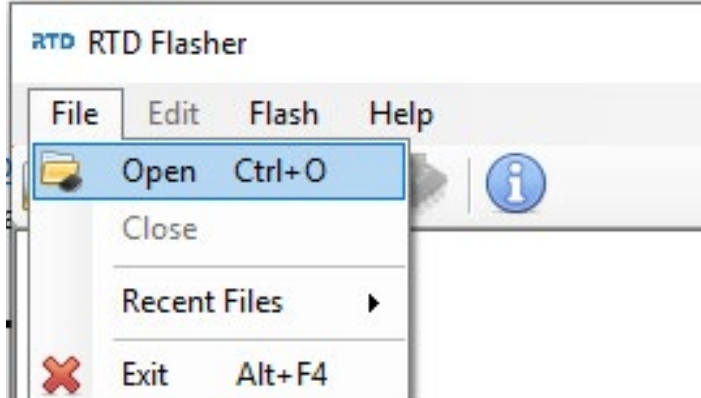 RTD RTD Flasher
File Edit Flash Help
Open Ctrl+O
Close
Recent Files
Exit Alt+F4